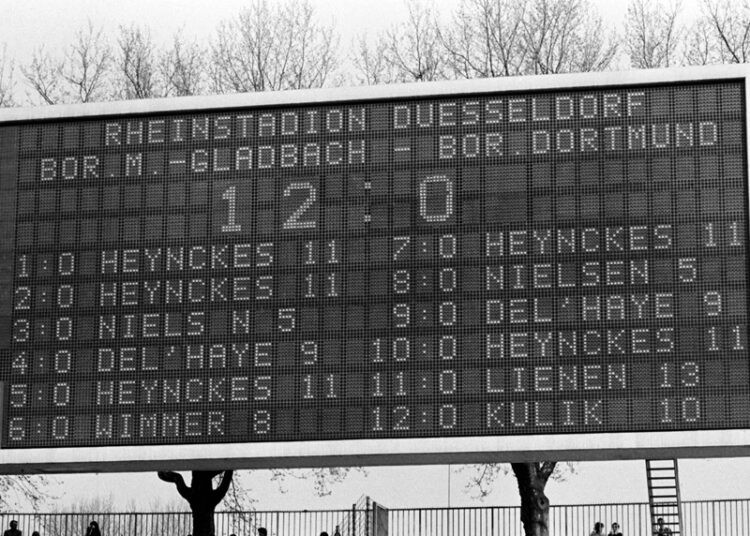 RHEINSTADION DUESSELDORF
BOR.M.-GLADBACH - BOR.DORTMUND
12:0
1:0 HEYNCKES 11
2:0 HEYNCKES 11
3:0 NIELS N 5
4:0 DEL'HAYE 9
5:0 HEYNCKES 11
6:0 WIMMER 8
7:0 HEYNCKES 11
8:0 NIELSEN 5
9:0 DEL'HAYE 9
10:0 HEYNCKES 11
11:0 LIENEN 13
12:0 KULIK 10